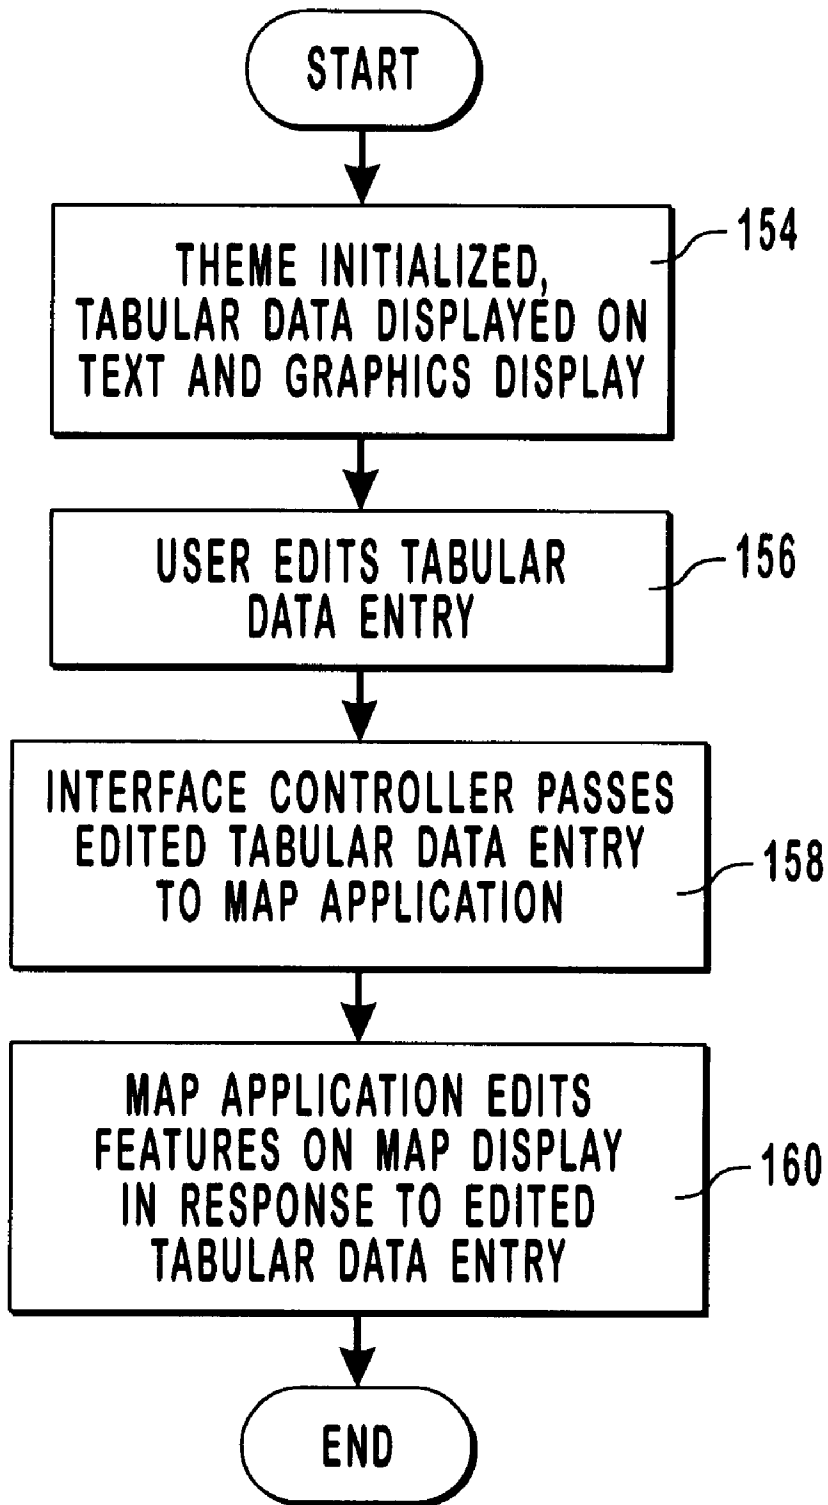 START
THEME INITIALIZED,
TABULAR DATA DISPLAYED ON
TEXT AND GRAPHICS DISPLAY
154
USER EDITS TABULAR
DATA ENTRY
156
INTERFACE CONTROLLER PASSES
EDITED TABULAR DATA ENTRY
TO MAP APPLICATION
158
MAP APPLICATION EDITS
FEATURES ON MAP DISPLAY
IN RESPONSE TO EDITED
TABULAR DATA ENTRY
160
END